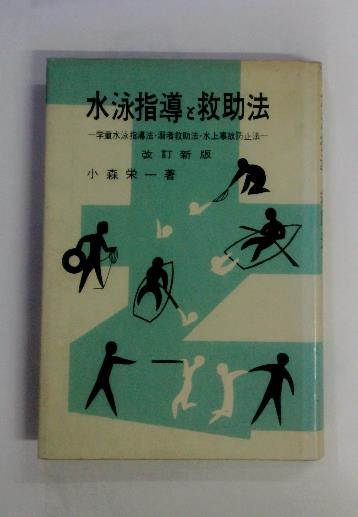 水泳指導と救助法
―学童水泳指導法・溺者救助法・水上事故防止法―
改訂新版
小森栄一著